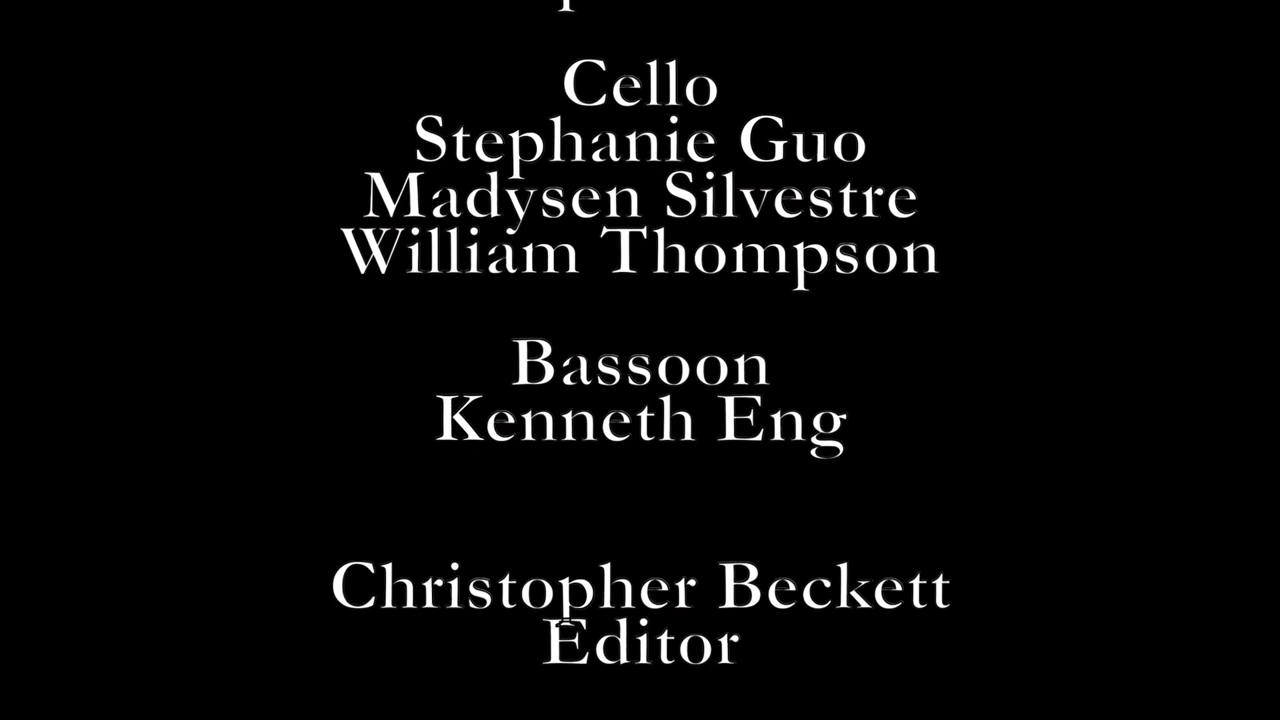 Cello
Stephanie Guo
Madysen Silvestre
William Thompson
Bassoon
Kenneth Eng
Christopher Beckett
Editor